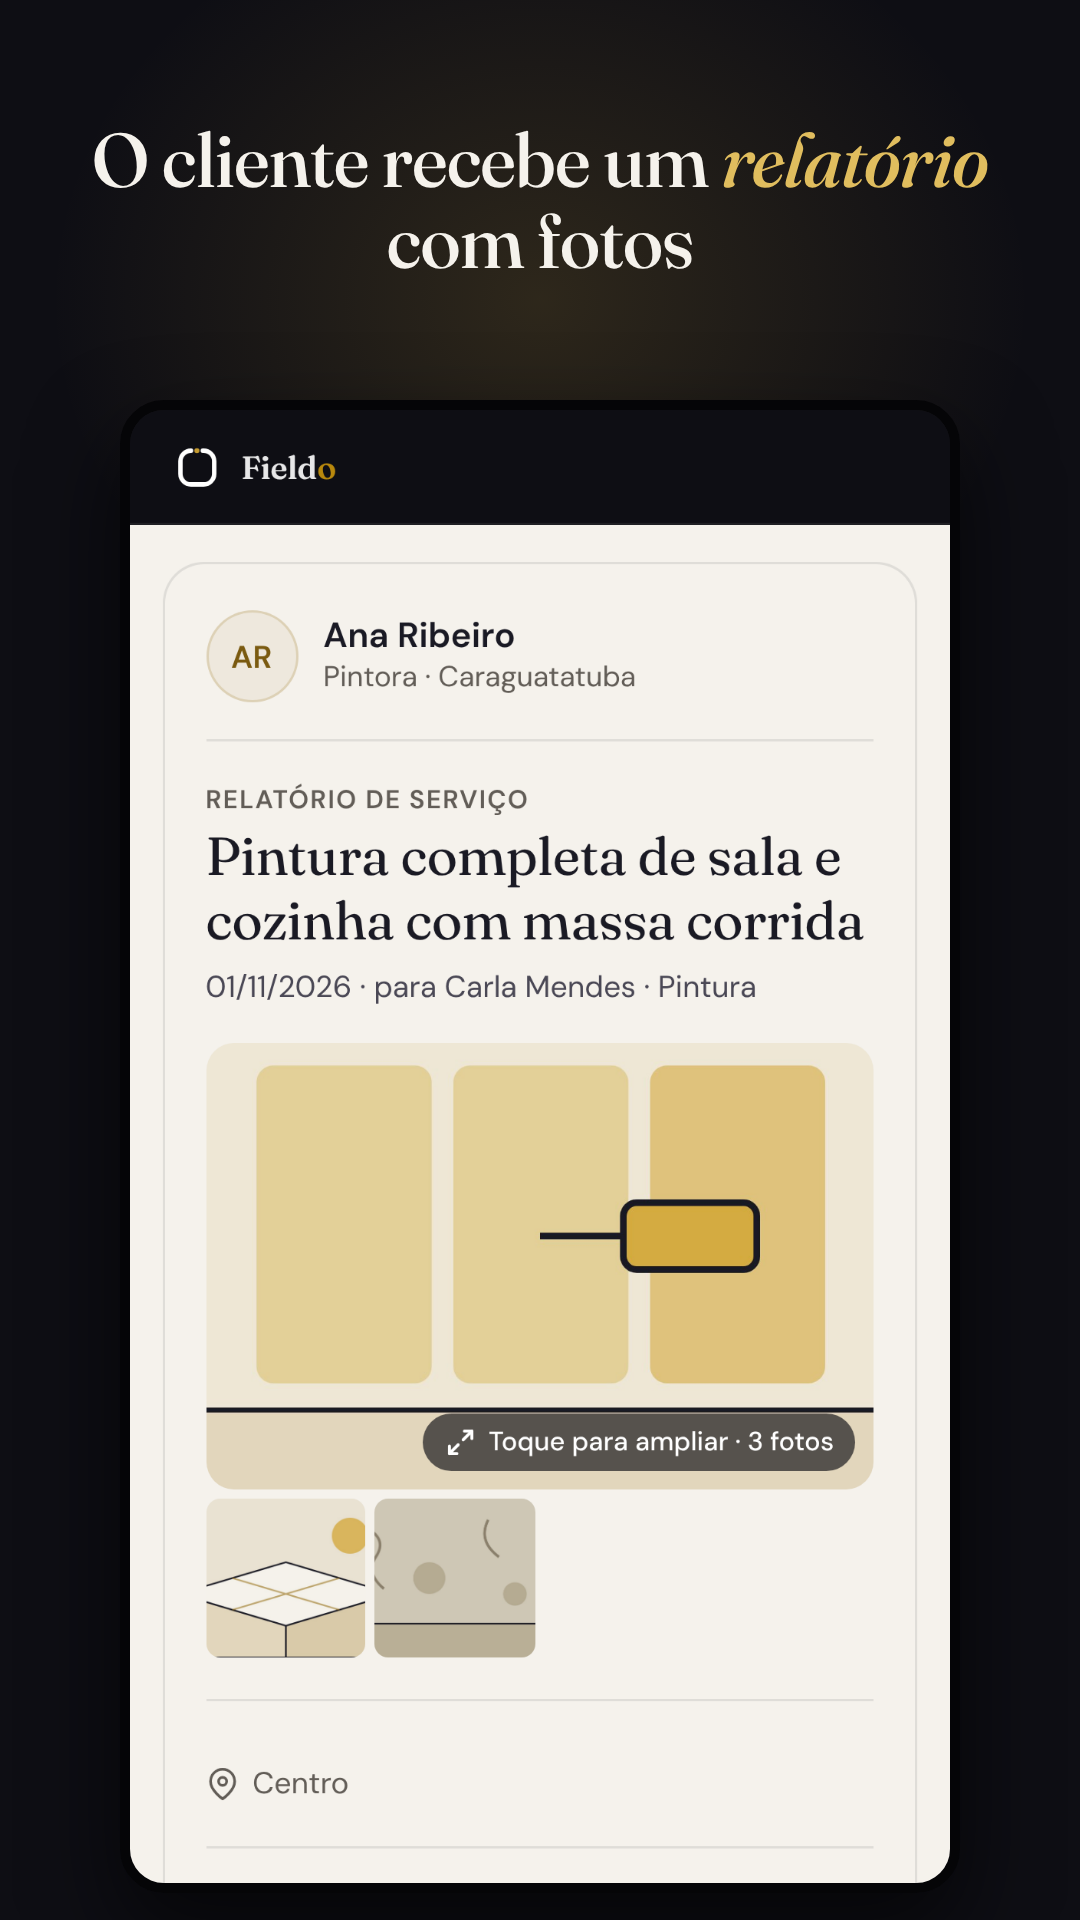 O cliente recebe um relatório
com fotos
Fieldo
AR
Ana Ribeiro
Pintora · Caraguatatuba
RELATÓRIO DE SERVIÇO
Pintura completa de sala e
cozinha com massa corrida
01/11/2026 · para Carla Mendes · Pintura
Toque para ampliar · 3 fotos
Centro